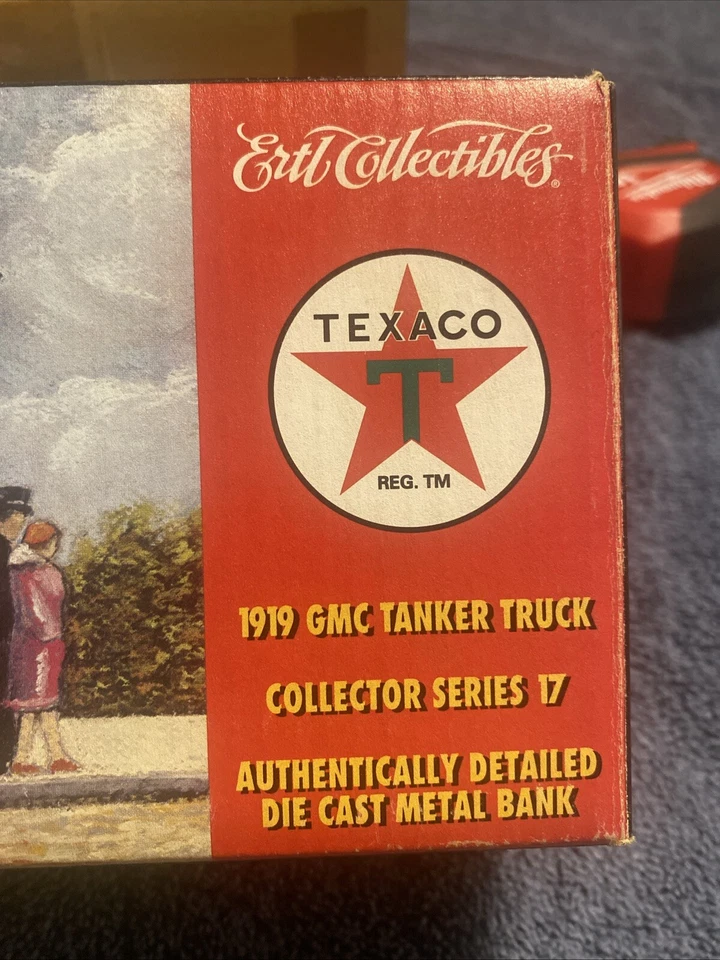 Ertl Collectibles®
TEXACO
T
REG. TM
1919 GMC TANKER TRUCK
COLLECTOR SERIES 17
AUTHENTICALLY DETAILED
DIE CAST METAL BANK